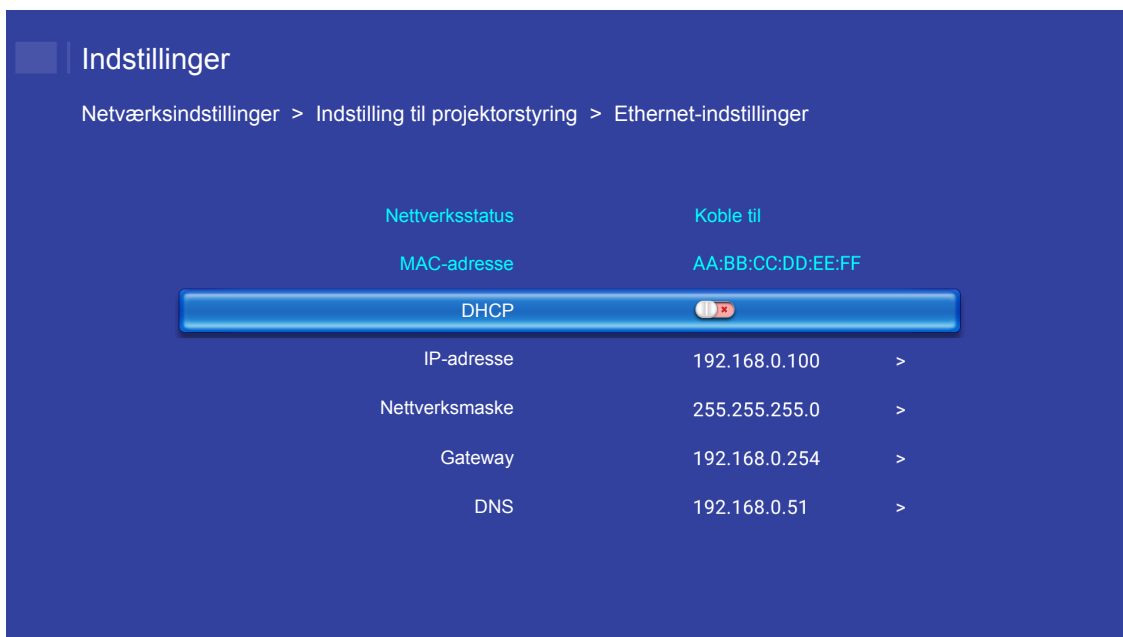 Indstillinger
Netværksindstillinger > Indstilling til projektorstyring > Ethernet-indstillinger
Nettverksstatus Koble til
MAC-adresse AA:BB:CC:DD:EE:FF
DHCP
IP-adresse 192.168.0.100 >
Nettverksmaske 255.255.255.0 >
Gateway 192.168.0.254 >
DNS 192.168.0.51 >